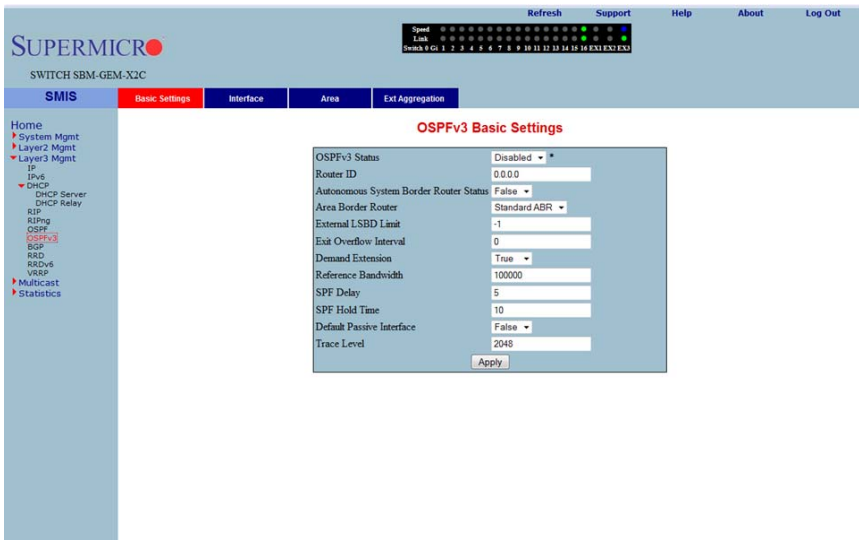 Refresh Support Help About Log Out
Speed
Link
Switch 0 Gi 1 2 3 4 5 6 7 8 9 10 11 12 13 14 15 16 EX1 EX2 EX3
SUPERMICRO
SWITCH SBM-GEM-X2C
SMIS
Basic Settings Interface Area Ext Aggregation
Home
System Mgmt
Layer2 Mgmt
Layer3 Mgmt
IP
IPv6
DHCP
DHCP Server
DHCP Relay
RIP
RIPng
OSPF
OSPFv3
BGP
RRD
RRDv6
VRRP
Multicast
Statistics
OSPFv3 Basic Settings
OSPFv3 Status Disabled *
Router ID 0.0.0.0
Autonomous System Border Router Status False
Area Border Router Standard ABR
External LSBD Limit -1
Exit Overflow Interval 0
Demand Extension True
Reference Bandwidth 100000
SPF Delay 5
SPF Hold Time 10
Default Passive Interface False
Trace Level 2048
Apply